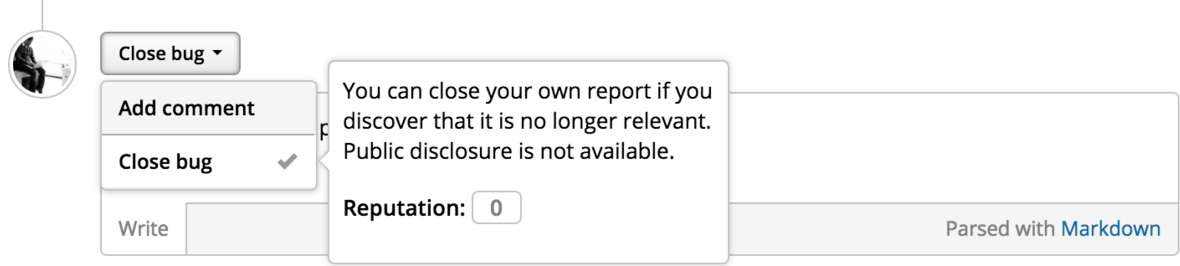 Close bug
Add comment
Close bug
You can close your own report if you
discover that it is no longer relevant.
Public disclosure is not available.
Reputation: 0
Write
Parsed with Markdown